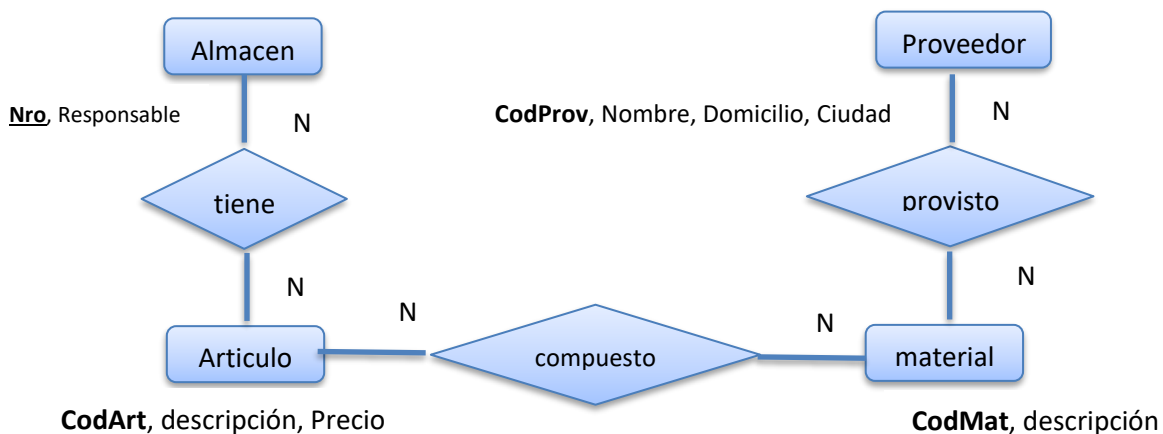 Almacen
Proveedor
Nro, Responsable
N
CodProv, Nombre, Domicilio, Ciudad
N
tiene
provisto
N
N
N
N
Articulo
compuesto
material
CodArt, descripción, Precio
CodMat, descripción